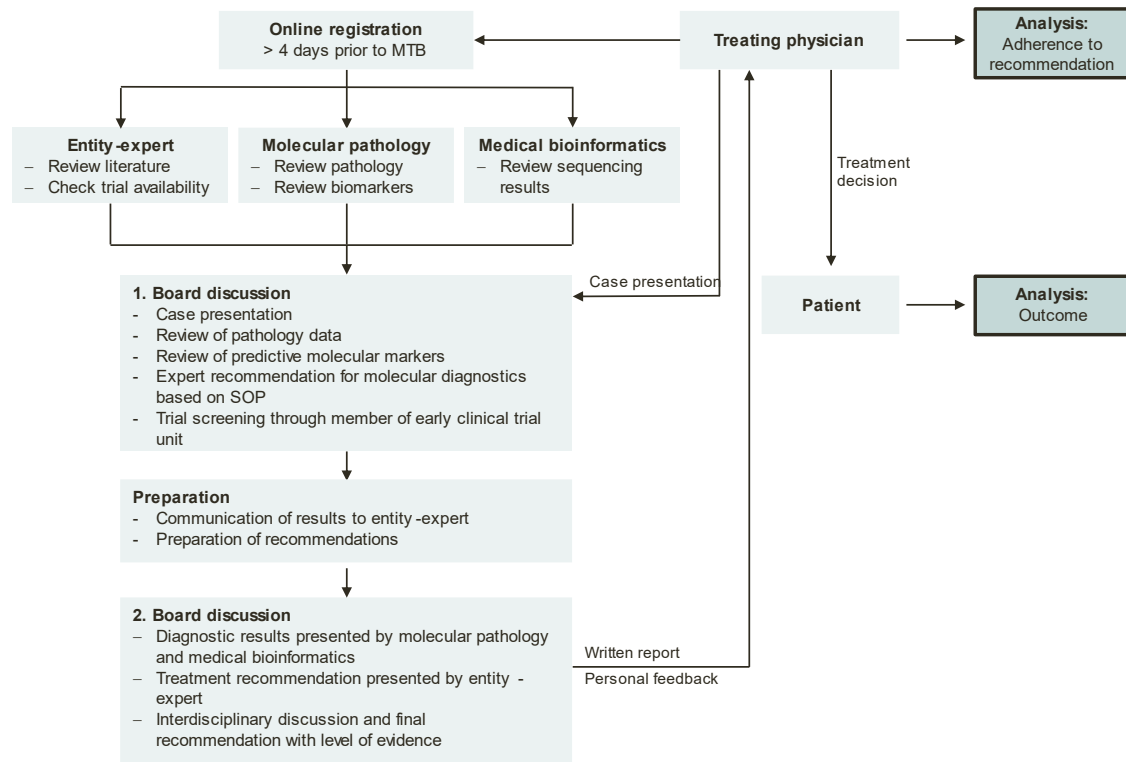 Online registration
> 4 days prior to MTB
Treating physician
Analysis:
Adherence to
recommendation
Entity-expert
– Review literature
– Check trial availability
Molecular pathology
– Review pathology
– Review biomarkers
Medical bioinformatics
– Review sequencing
results
Treatment
decision
Case presentation
1. Board discussion
- Case presentation
- Review of pathology data
- Review of predictive molecular markers
- Expert recommendation for molecular diagnostics
based on SOP
- Trial screening through member of early clinical trial
unit
Patient
Analysis:
Outcome
Preparation
- Communication of results to entity-expert
- Preparation of recommendations
2. Board discussion
– Diagnostic results presented by molecular pathology
and medical bioinformatics
– Treatment recommendation presented by entity -
expert
– Interdisciplinary discussion and final
recommendation with level of evidence
Written report
Personal feedback